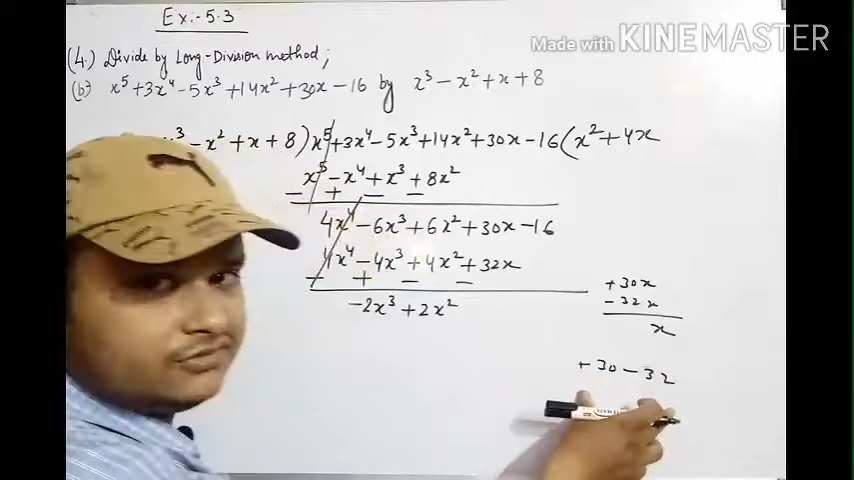 Ex:- 5.3
Made with KINEMASTER
(4.) Divide by Long-Division method;
(b) x⁵+3x⁴-5x³+14x²+30x-16 by x³-x²+x+8
x³-x²+x+8)x⁵+3x⁴-5x³+14x²+30x-16(x²+4x
x⁵-x⁴+x³+8x²
- + - -
4x⁴-6x³+6x²+30x-16
4x⁴-4x³+4x²+32x
- + - -
-2x³+2x²
+30x
-32x
x
+30-32